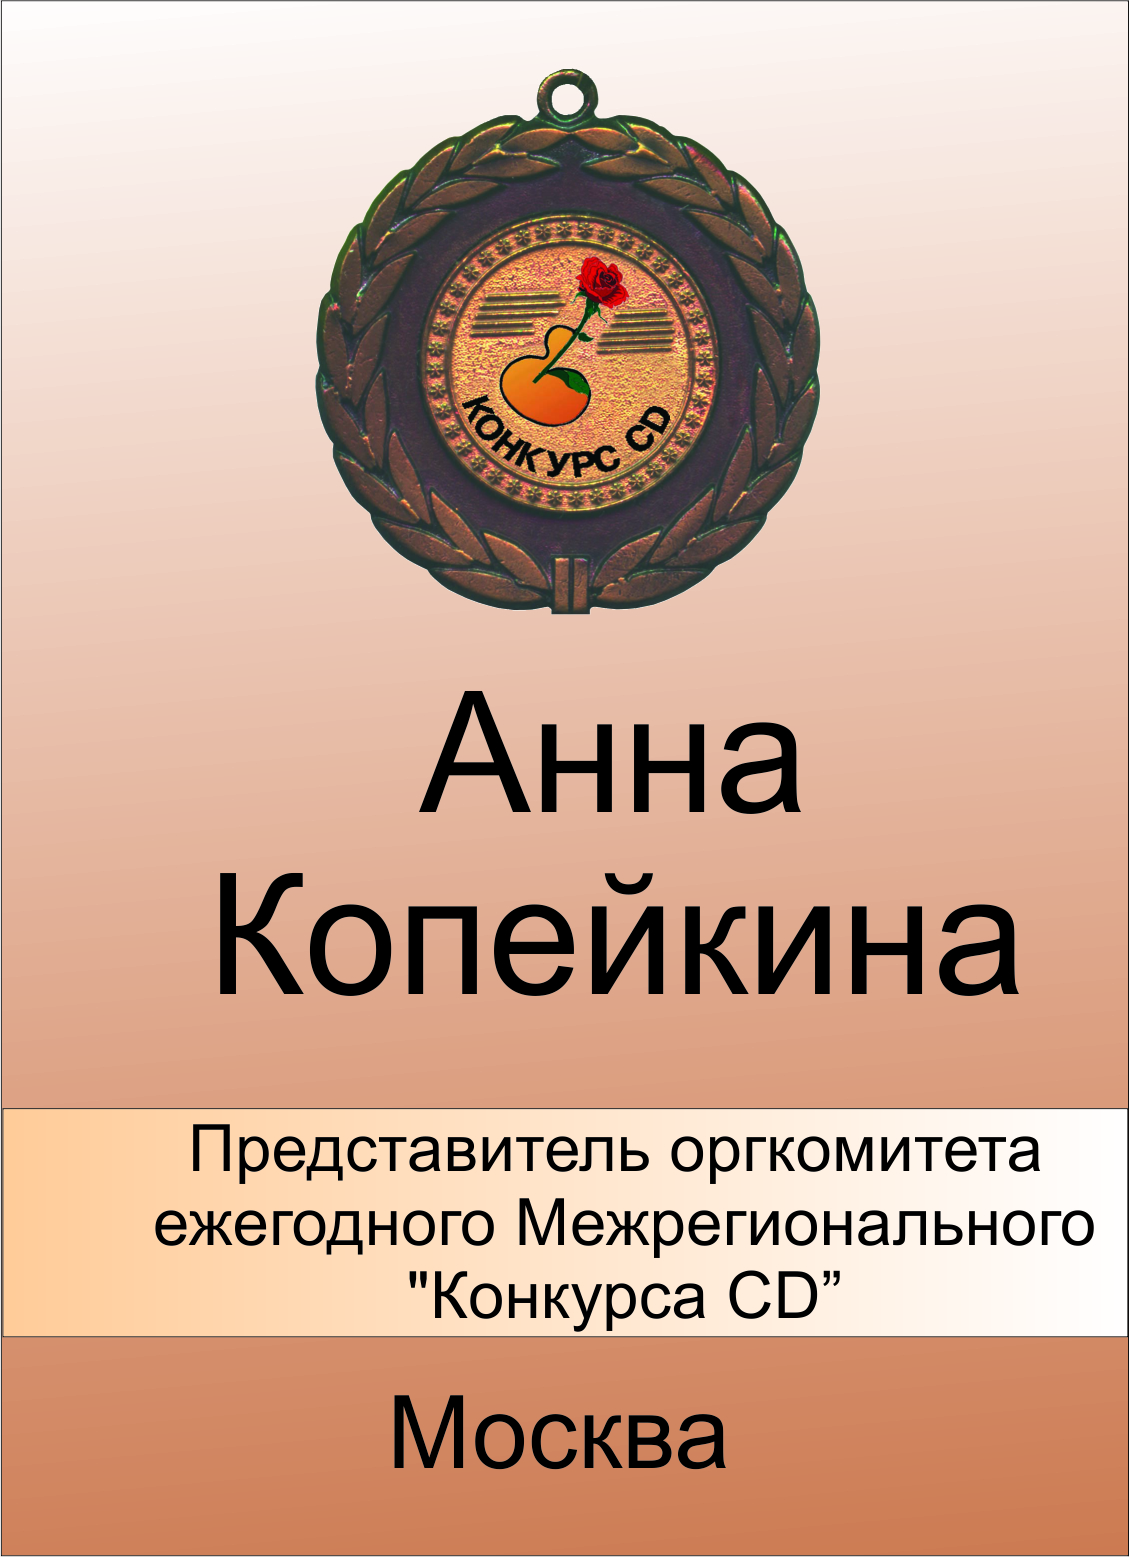 КОНКУРС CD
Анна
Копейкина
Представитель оргкомитета
ежегодного Межрегионального
"Конкурса CD”
Москва